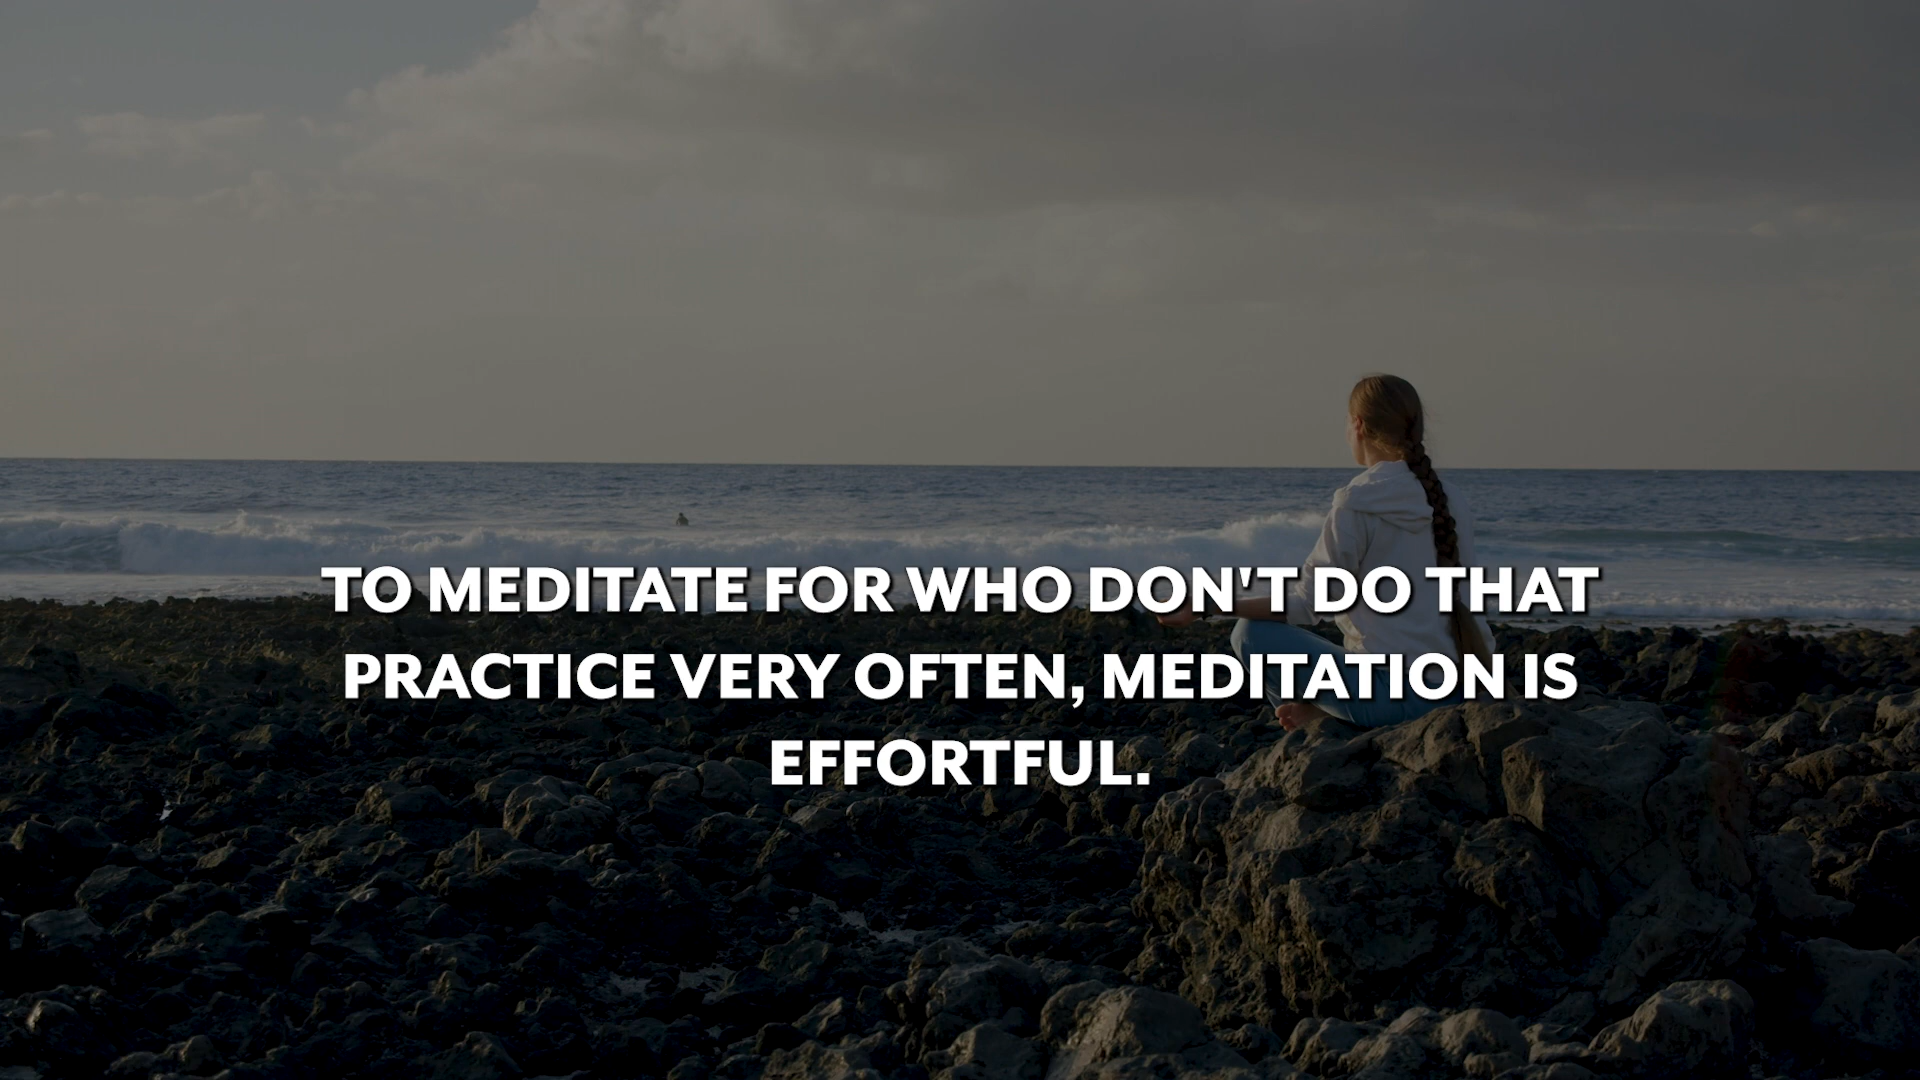 TO MEDITATE FOR WHO DON'T DO THAT
PRACTICE VERY OFTEN, MEDITATION IS
EFFORTFUL.